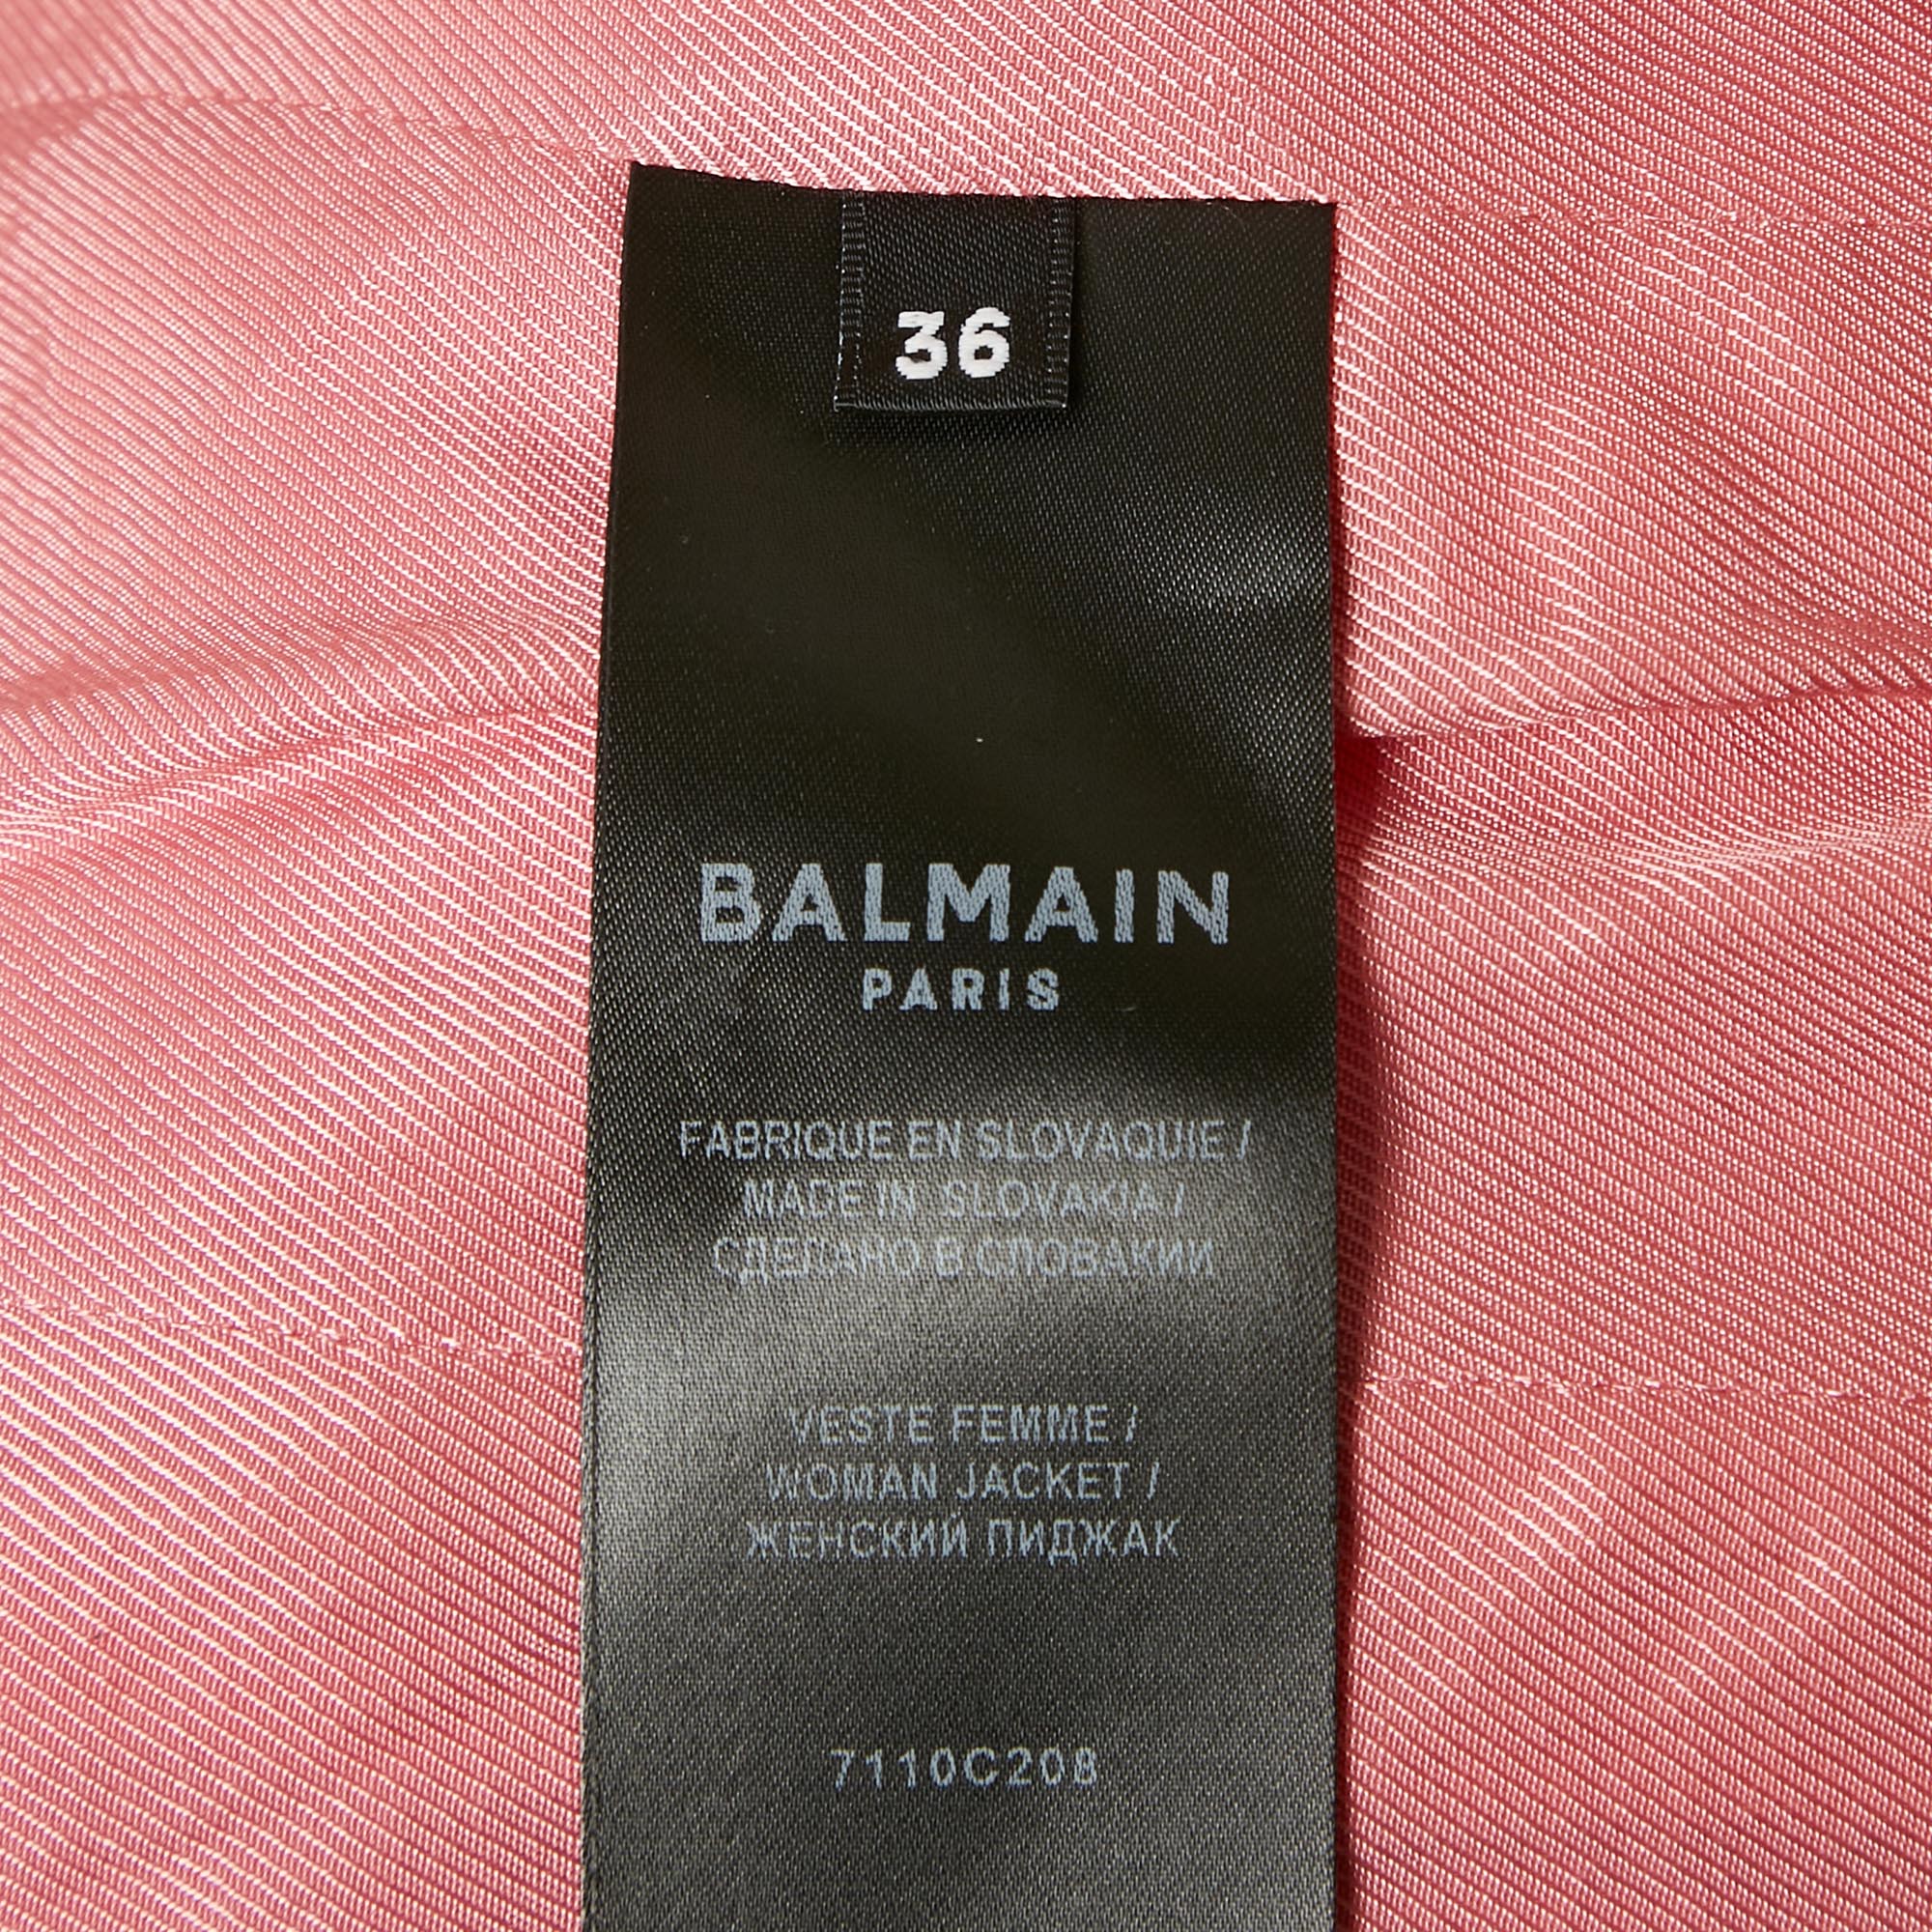 36
BALMAIN
PARIS
FABRIQUE EN SLOVAQUIE /
MADE IN SLOVAKIA /
СДЕЛАНО В СЛОВАКИИ
VESTE FEMME /
WOMAN JACKET /
ЖЕНСКИЙ ПИДЖАК
7110C208